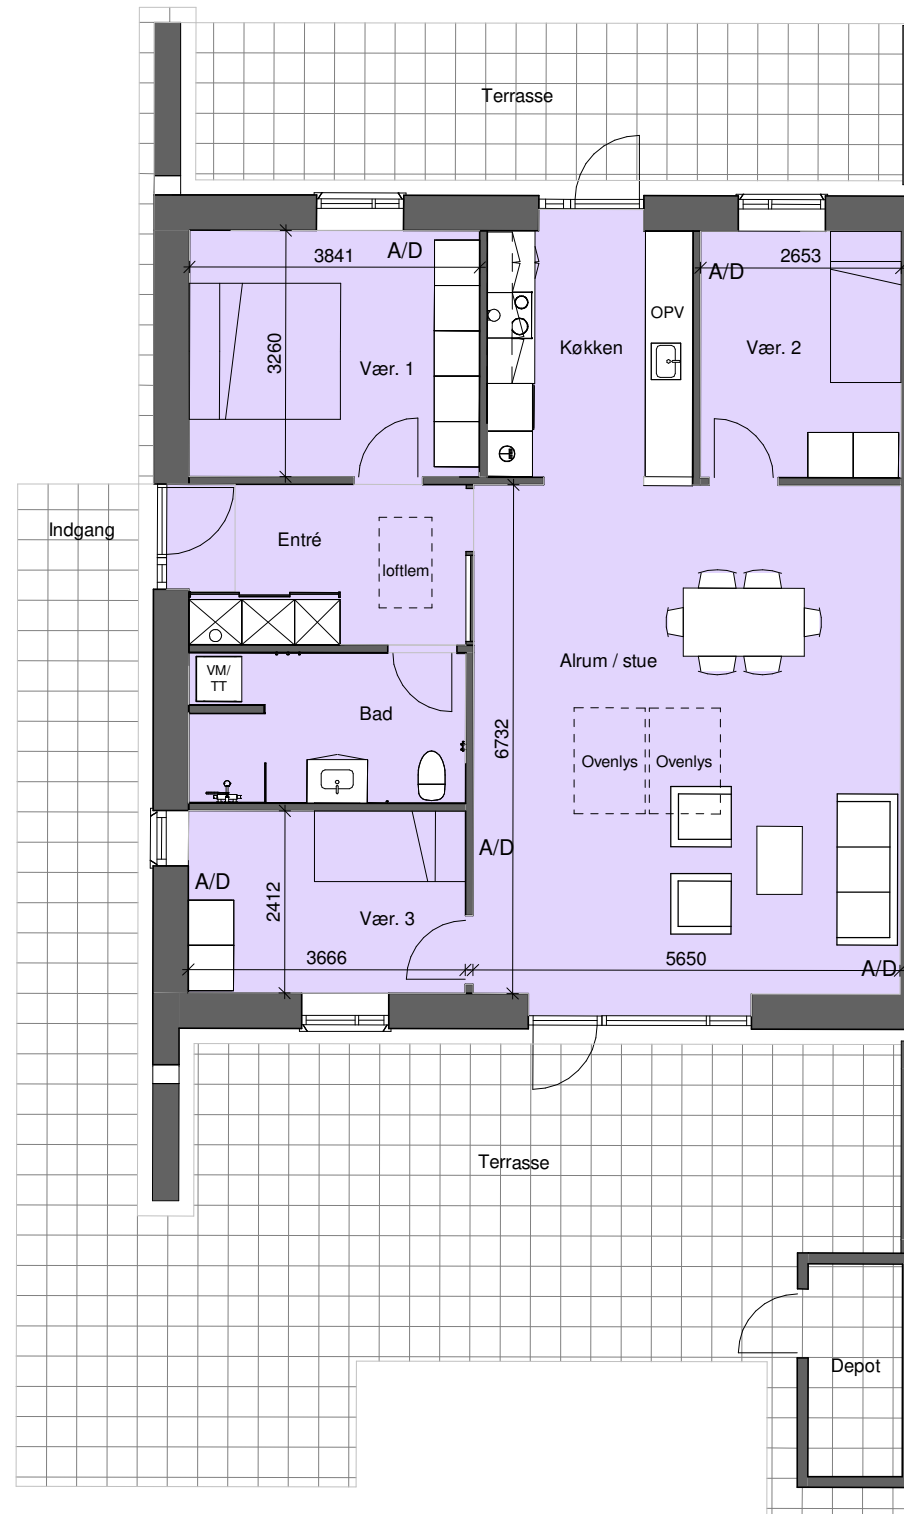 Terrasse
3841
A/D
2653
A/D
OPV
3260
Vær. 1
Køkken
Vær. 2
Indgang
Entré
loftlem
VM/
TT
Bad
Alrum / stue
6732
Ovenlys
Ovenlys
A/D
A/D
2412
Vær. 3
3666
5650
A/D
Terrasse
Depot